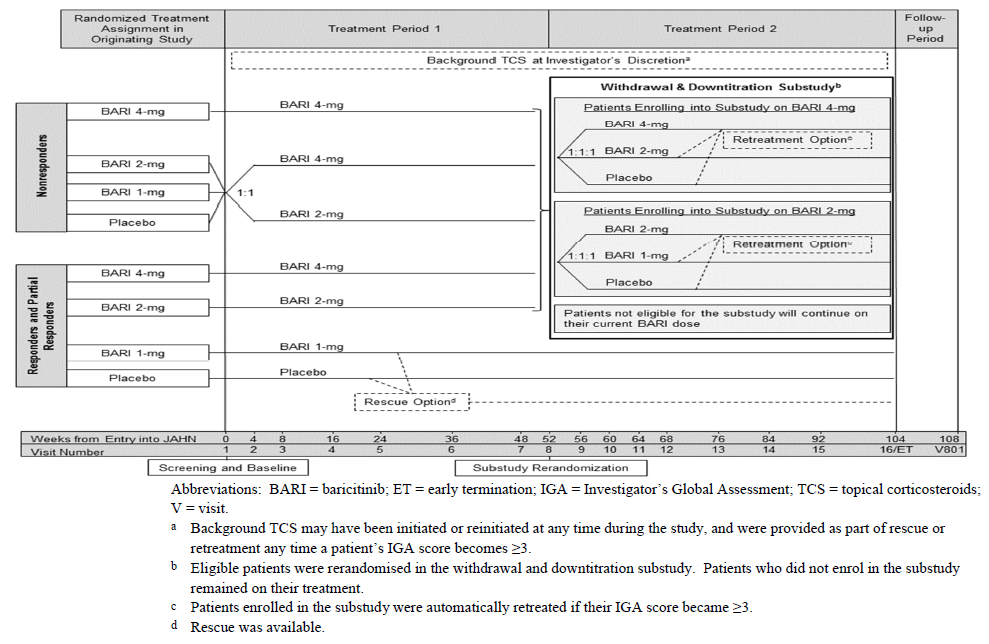 Randomized Treatment
Assignment in
Originating Study
Treatment Period 1
Treatment Period 2
Follow-
up
Period
Background TCS at Investigator's Discretionᵃ
Withdrawal & Downtitration Substudyᵇ
Nonresponders
BARI 4-mg
BARI 2-mg
BARI 1-mg
Placebo
1:1
BARI 4-mg
BARI 4-mg
BARI 2-mg
Patients Enrolling into Substudy on BARI 4-mg
BARI 4-mg
Retreatment Optionᶜ
1:1:1 BARI 2-mg
Placebo
Patients Enrolling into Substudy on BARI 2-mg
BARI 2-mg
Retreatment Optionᶜ
1:1:1 BARI 1-mg
Placebo
Patients not eligible for the substudy will continue on
their current BARI dose
Responders and Partial
Responders
BARI 4-mg
BARI 2-mg
BARI 1-mg
Placebo
BARI 4-mg
BARI 2-mg
BARI 1-mg
Placebo
Rescue Optionᵈ
Weeks from Entry into JAHN 0 4 8 16 24 36 48 52 56 60 64 68 76 84 92 104 108
Visit Number 1 2 3 4 5 6 7 8 9 10 11 12 13 14 15 16/ET V801
Screening and Baseline
Substudy Rerandomization
Abbreviations: BARI = baricitinib; ET = early termination; IGA = Investigator's Global Assessment; TCS = topical corticosteroids;
V = visit.
a Background TCS may have been initiated or reinitiated at any time during the study, and were provided as part of rescue or
retreatment any time a patient's IGA score becomes ≥3.
b Eligible patients were rerandomised in the withdrawal and downtitration substudy. Patients who did not enrol in the substudy
remained on their treatment.
c Patients enrolled in the substudy were automatically retreated if their IGA score became ≥3.
d Rescue was available.